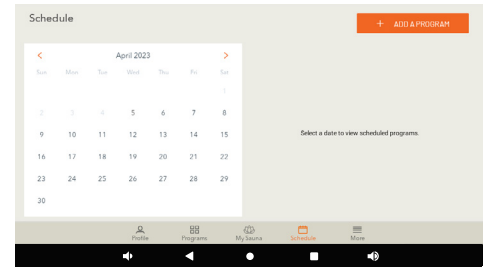 Schedule
+ ADD A PROGRAM
< April 2023 >
Sun Mon Tue Wed Thu Fri Sat
1
2 3 4 5 6 7 8
9 10 11 12 13 14 15
16 17 18 19 20 21 22
23 24 25 26 27 28 29
30
Select a date to view scheduled programs.
Profile Programs My Sauna Schedule More